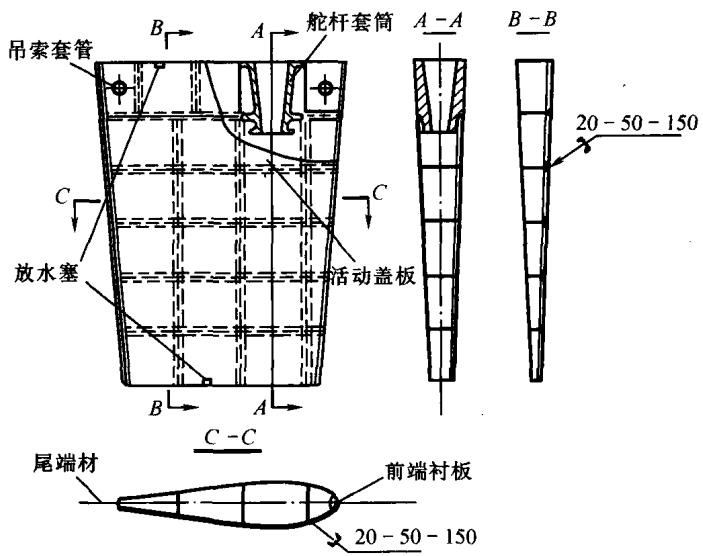 B
A
舵杆套筒
A-A
B-B
吊索套管
20-50-150
C
C
放水塞
活动盖板
B
A
C-C
尾端材
前端衬板
20-50-150